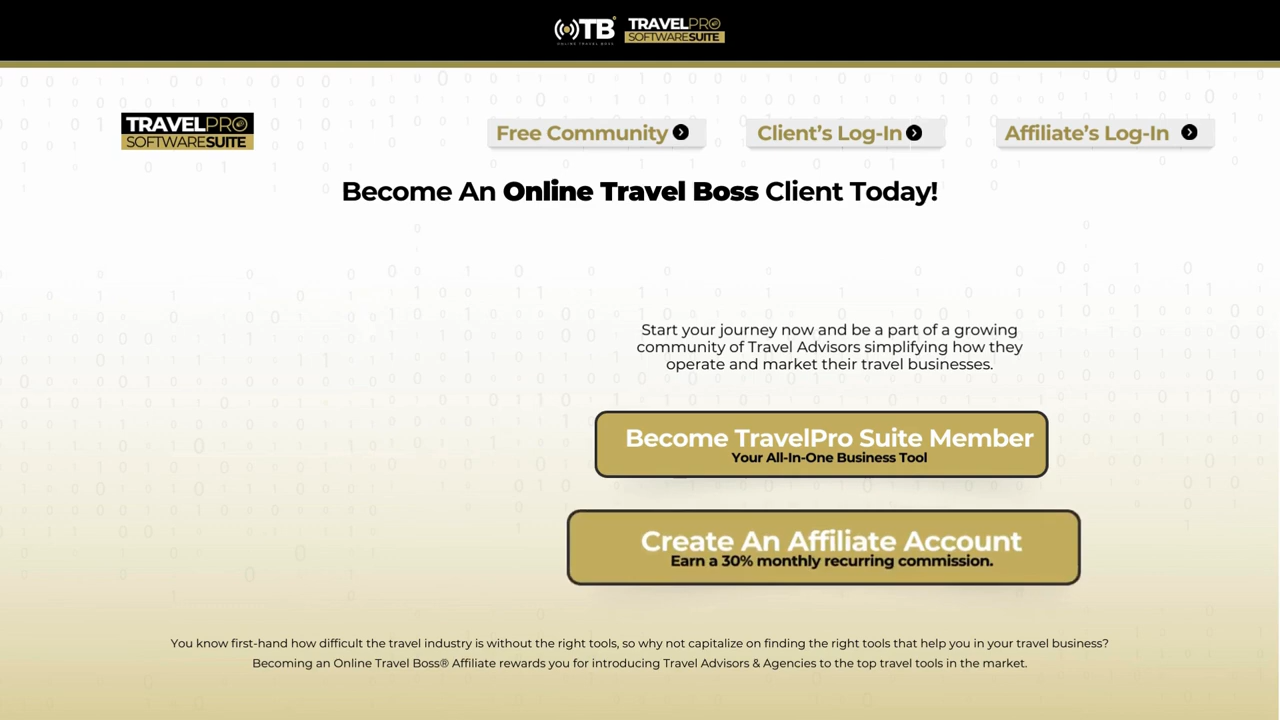 OTB®
ONLINE TRAVEL BOSS
TRAVELPRO
SOFTWARESUITE
TRAVELPRO
SOFTWARESUITE
Free Community
Client’s Log-In
Affiliate’s Log-In
Become An Online Travel Boss Client Today!
Start your journey now and be a part of a growing
community of Travel Advisors simplifying how they
operate and market their travel businesses.
Become TravelPro Suite Member
Your All-In-One Business Tool
Create An Affiliate Account
Earn a 30% monthly recurring commission.
You know first-hand how difficult the travel industry is without the right tools, so why not capitalize on finding the right tools that help you in your travel business?
Becoming an Online Travel Boss® Affiliate rewards you for introducing Travel Advisors & Agencies to the top travel tools in the market.